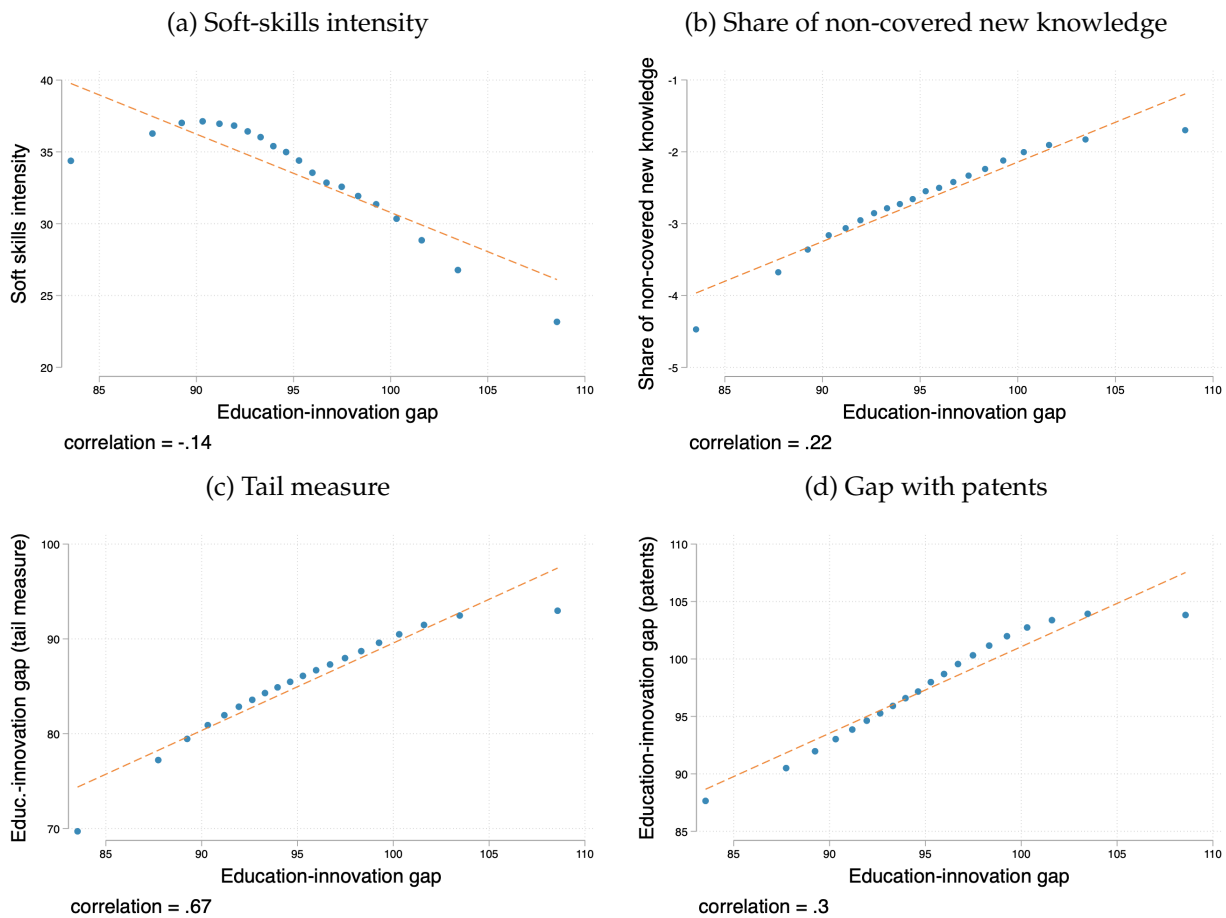 (a) Soft-skills intensity
Soft skills intensity
40
35
30
25
20
85 90 95 100 105 110
Education-innovation gap
correlation = -.14
(b) Share of non-covered new knowledge
Share of non-covered new knowledge
-1
-2
-3
-4
-5
85 90 95 100 105 110
Education-innovation gap
correlation = .22
(c) Tail measure
Educ.-innovation gap (tail measure)
100
90
80
70
85 90 95 100 105 110
Education-innovation gap
correlation = .67
(d) Gap with patents
Education-innovation gap (patents)
110
105
100
95
90
85
85 90 95 100 105 110
Education-innovation gap
correlation = .3